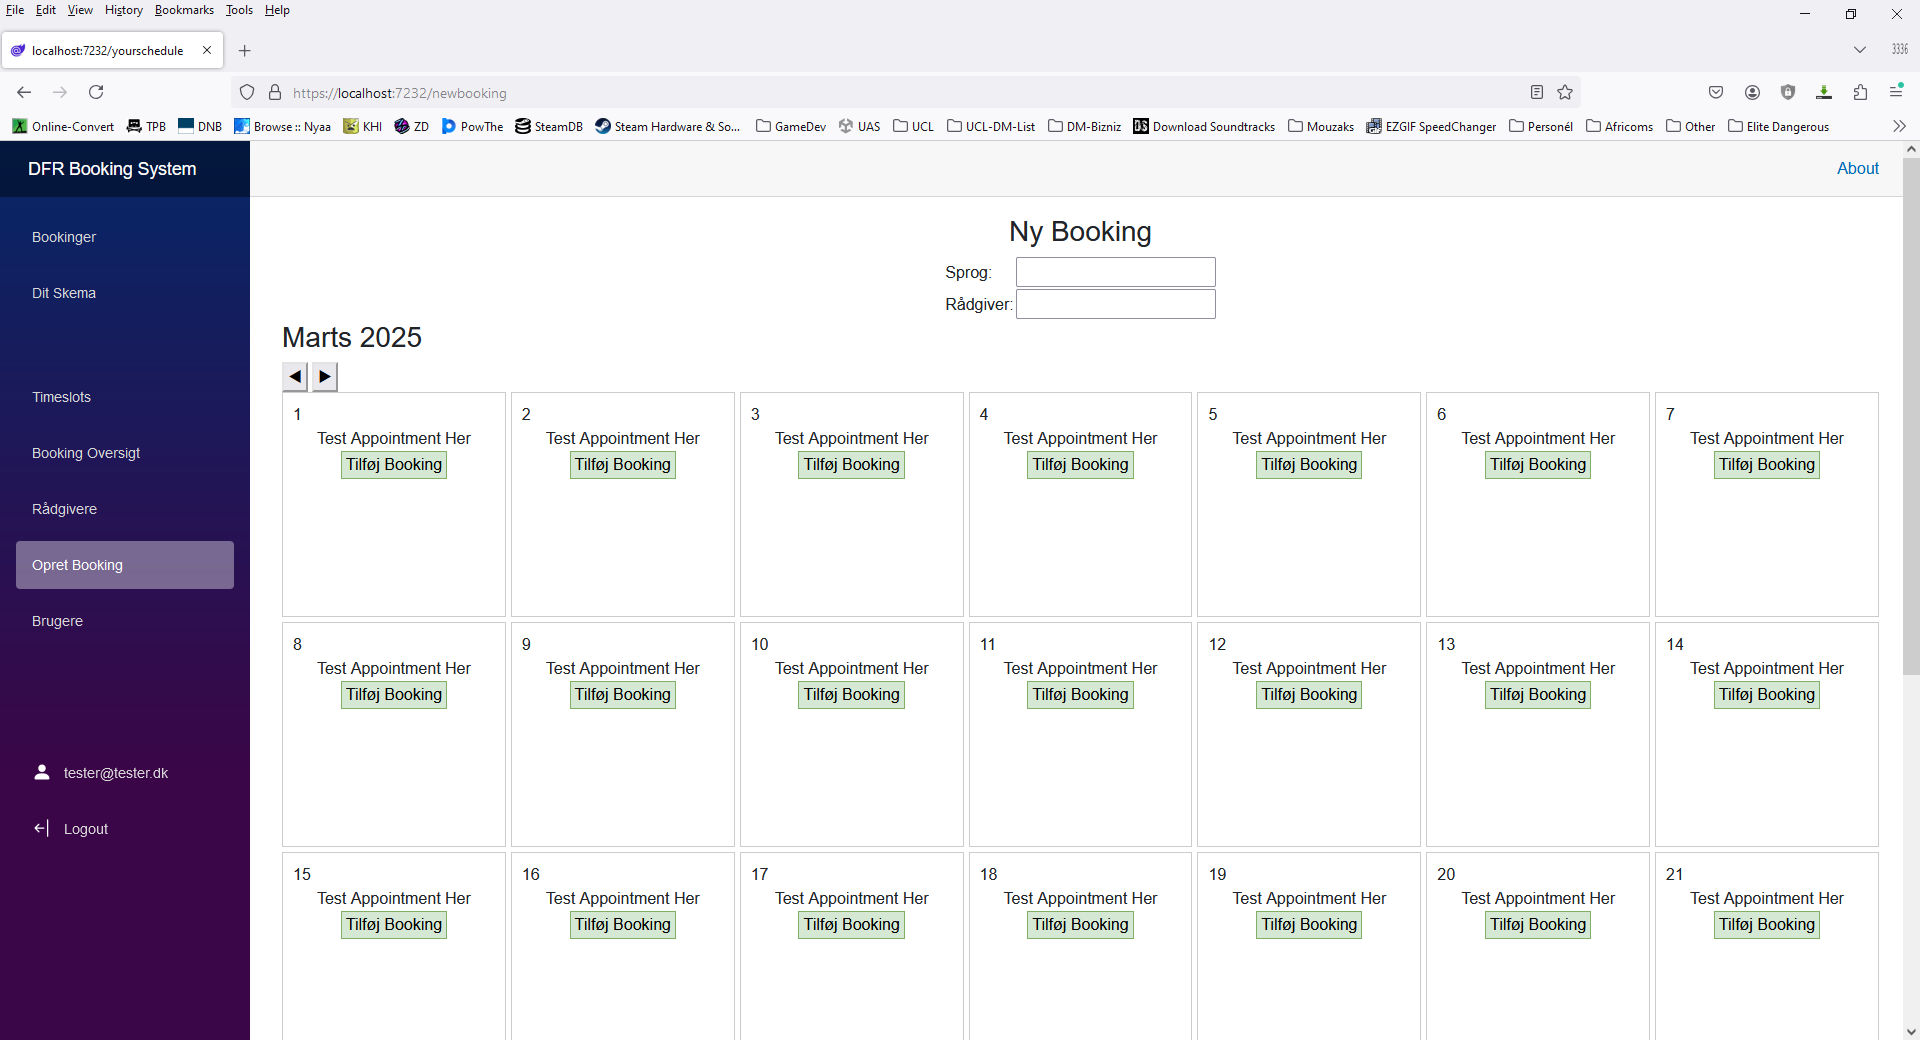 File Edit View History Bookmarks Tools Help
localhost:7232/yourschedule
3336
https://localhost:7232/newbooking
Online-Convert TPB DNB Browse :: Nyaa KHI ZD PowThe SteamDB Steam Hardware & So... GameDev UAS UCL UCL-DM-List DM-Bizniz Download Soundtracks Mouzaks EZGIF SpeedChanger Personél Africoms Other Elite Dangerous
DFR Booking System
About
Bookinger
Dit Skema
Timeslots
Booking Oversigt
Rådgivere
Opret Booking
Brugere
tester@tester.dk
Logout
Ny Booking
Sprog:
Rådgiver:
Marts 2025
1 2 3 4 5 6 7
Test Appointment Her Test Appointment Her Test Appointment Her Test Appointment Her Test Appointment Her Test Appointment Her Test Appointment Her
Tilføj Booking Tilføj Booking Tilføj Booking Tilføj Booking Tilføj Booking Tilføj Booking Tilføj Booking
8 9 10 11 12 13 14
Test Appointment Her Test Appointment Her Test Appointment Her Test Appointment Her Test Appointment Her Test Appointment Her Test Appointment Her
Tilføj Booking Tilføj Booking Tilføj Booking Tilføj Booking Tilføj Booking Tilføj Booking Tilføj Booking
15 16 17 18 19 20 21
Test Appointment Her Test Appointment Her Test Appointment Her Test Appointment Her Test Appointment Her Test Appointment Her Test Appointment Her
Tilføj Booking Tilføj Booking Tilføj Booking Tilføj Booking Tilføj Booking Tilføj Booking Tilføj Booking